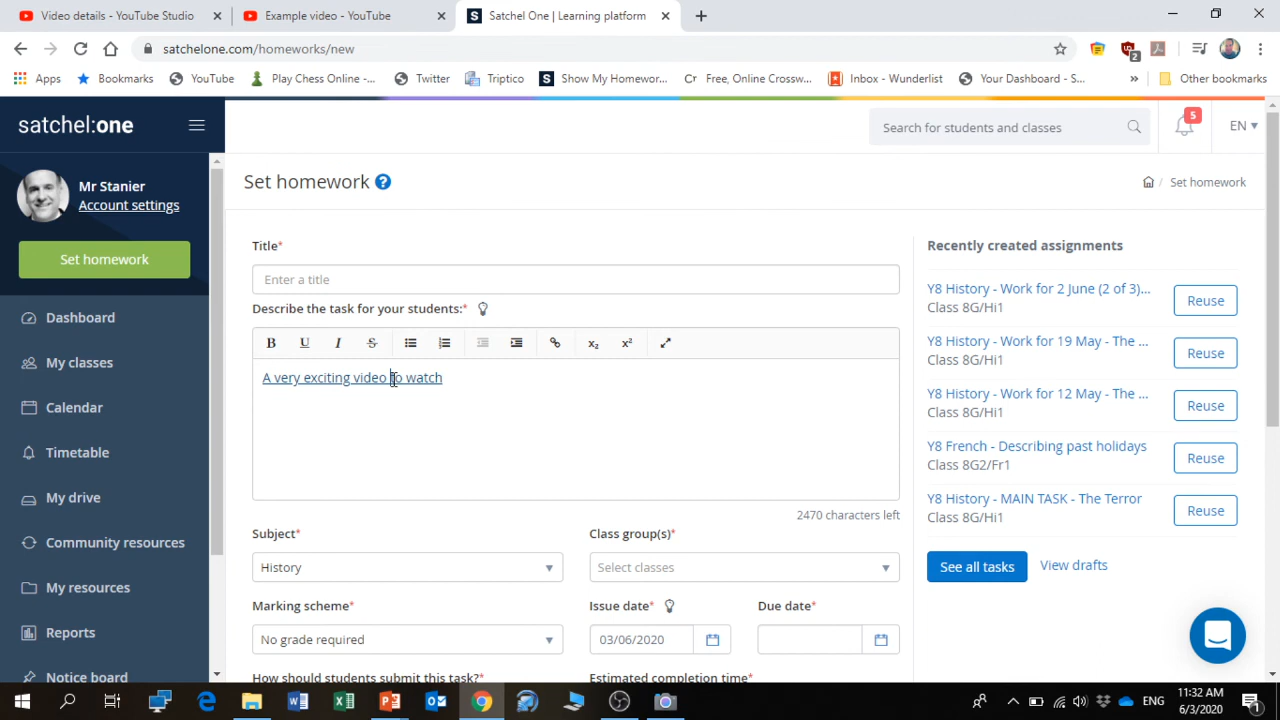 Video details - YouTube Studio
Example video - YouTube
Satchel One | Learning platform
satchelone.com/homeworks/new
2
Apps
Bookmarks
YouTube
Play Chess Online -...
Twitter
Triptico
Show My Homewor...
Free, Online Crossw...
Inbox - Wunderlist
Your Dashboard - S...
»
Other bookmarks
satchel:one
Search for students and classes
5
EN
Mr Stanier
Account settings
Set homework
Dashboard
My classes
Calendar
Timetable
My drive
Community resources
My resources
Reports
Notice board
Set homework
Set homework
Title*
Enter a title
Describe the task for your students:*
B U I S x₂ x²
A very exciting video to watch
2470 characters left
Subject*
History
Class group(s)*
Select classes
Marking scheme*
No grade required
Issue date*
03/06/2020
Due date*
How should students submit this task?*
Estimated completion time*
Recently created assignments
Y8 History - Work for 2 June (2 of 3)...
Class 8G/Hi1
Reuse
Y8 History - Work for 19 May - The ...
Class 8G/Hi1
Reuse
Y8 History - Work for 12 May - The ...
Class 8G/Hi1
Reuse
Y8 French - Describing past holidays
Class 8G2/Fr1
Reuse
Y8 History - MAIN TASK - The Terror
Class 8G/Hi1
Reuse
See all tasks
View drafts
ENG
11:32 AM
6/3/2020